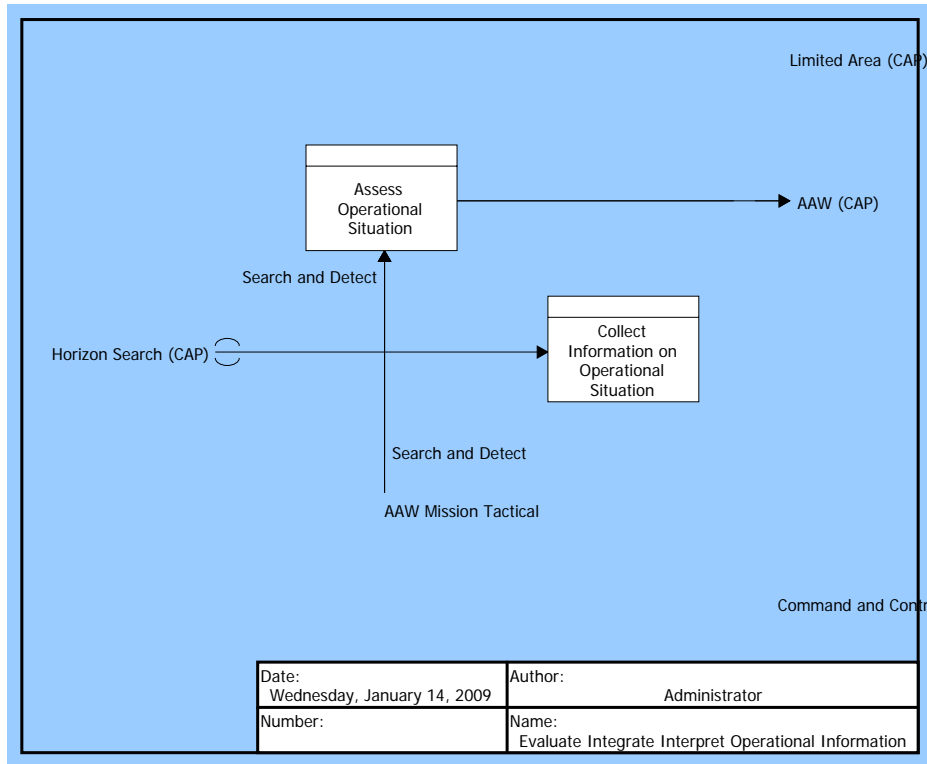 Limited Area (CAP)
Assess
Operational
Situation
AAW (CAP)
Search and Detect
Collect
Information on
Operational
Situation
Horizon Search (CAP)
Search and Detect
AAW Mission Tactical
Command and Contr
Date:
Wednesday, January 14, 2009
Author:
Administrator
Number:
Name:
Evaluate Integrate Interpret Operational Information